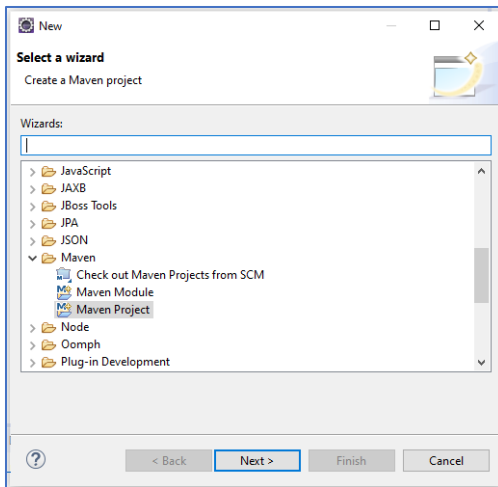 New
Select a wizard
Create a Maven project
Wizards:
JavaScript
JAXB
JBoss Tools
JPA
JSON
Maven
Check out Maven Projects from SCM
Maven Module
Maven Project
Node
Oomph
Plug-in Development
? < Back Next > Finish Cancel